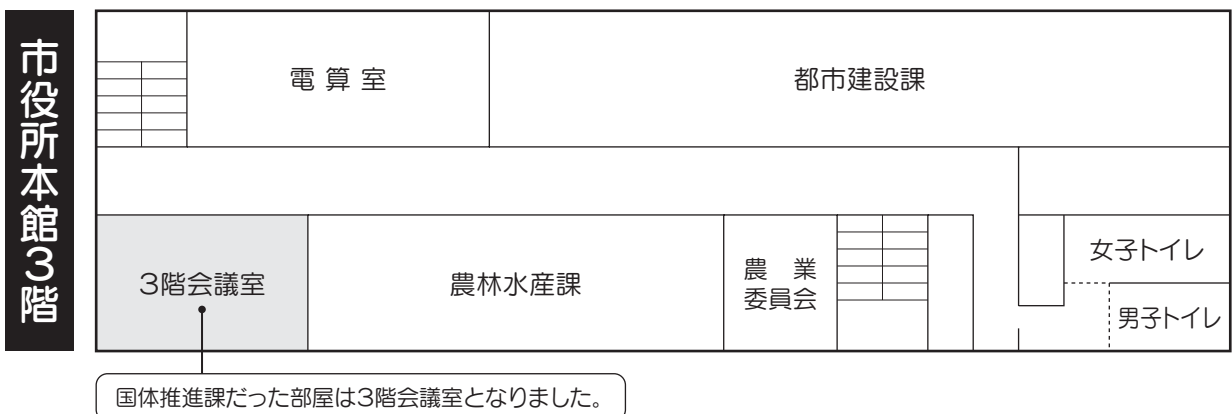 市役所本館3階
電算室
都市建設課
3階会議室
農林水産課
農業
委員会
女子トイレ
男子トイレ
国体推進課だった部屋は3階会議室となりました。